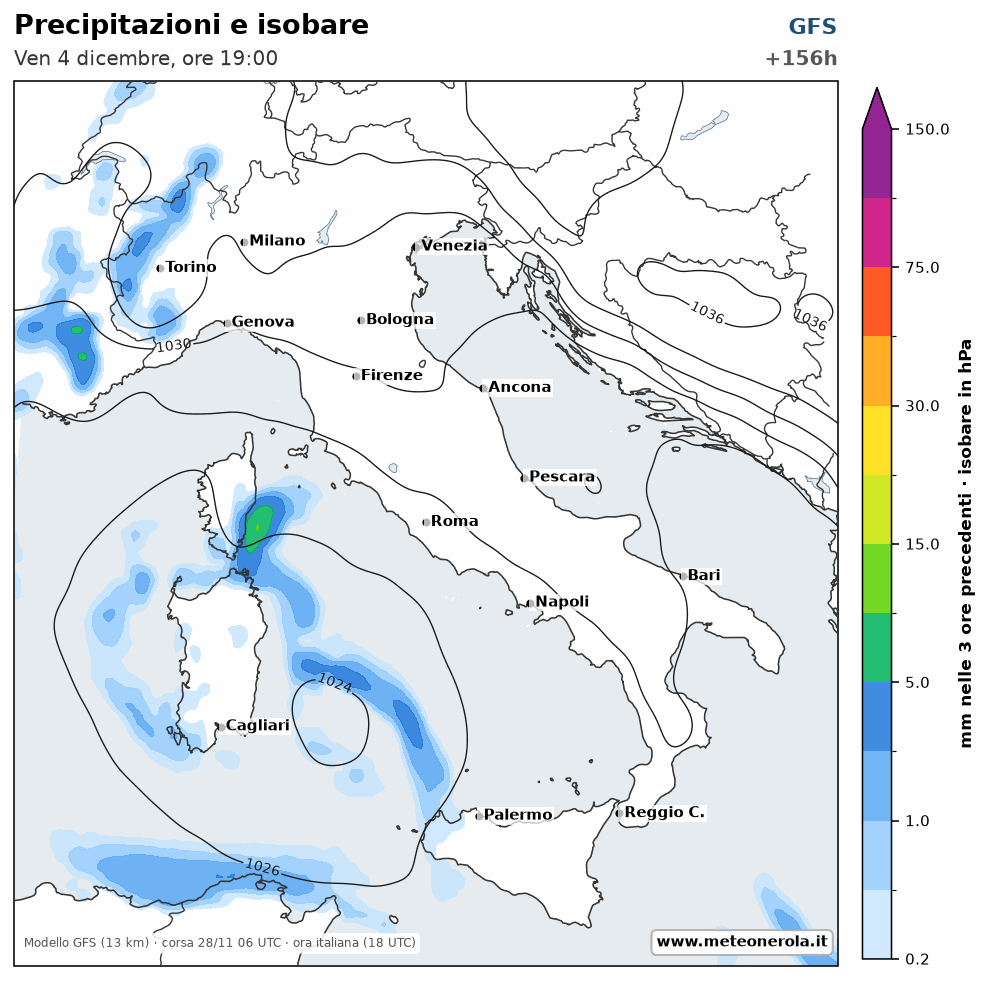 Precipitazioni e isobare
GFS
Ven 4 dicembre, ore 19:00
+156h
150.0
75.0
30.0
15.0
5.0
1.0
0.2
mm nelle 3 ore precedenti · isobare in hPa
Milano
Venezia
Torino
1036
1036
Genova
Bologna
1030
Firenze
Ancona
Pescara
Roma
Bari
Napoli
1024
Cagliari
Palermo
Reggio C.
1026
Modello GFS (13 km) · corsa 28/11 06 UTC · ora italiana (18 UTC)
www.meteonerola.it